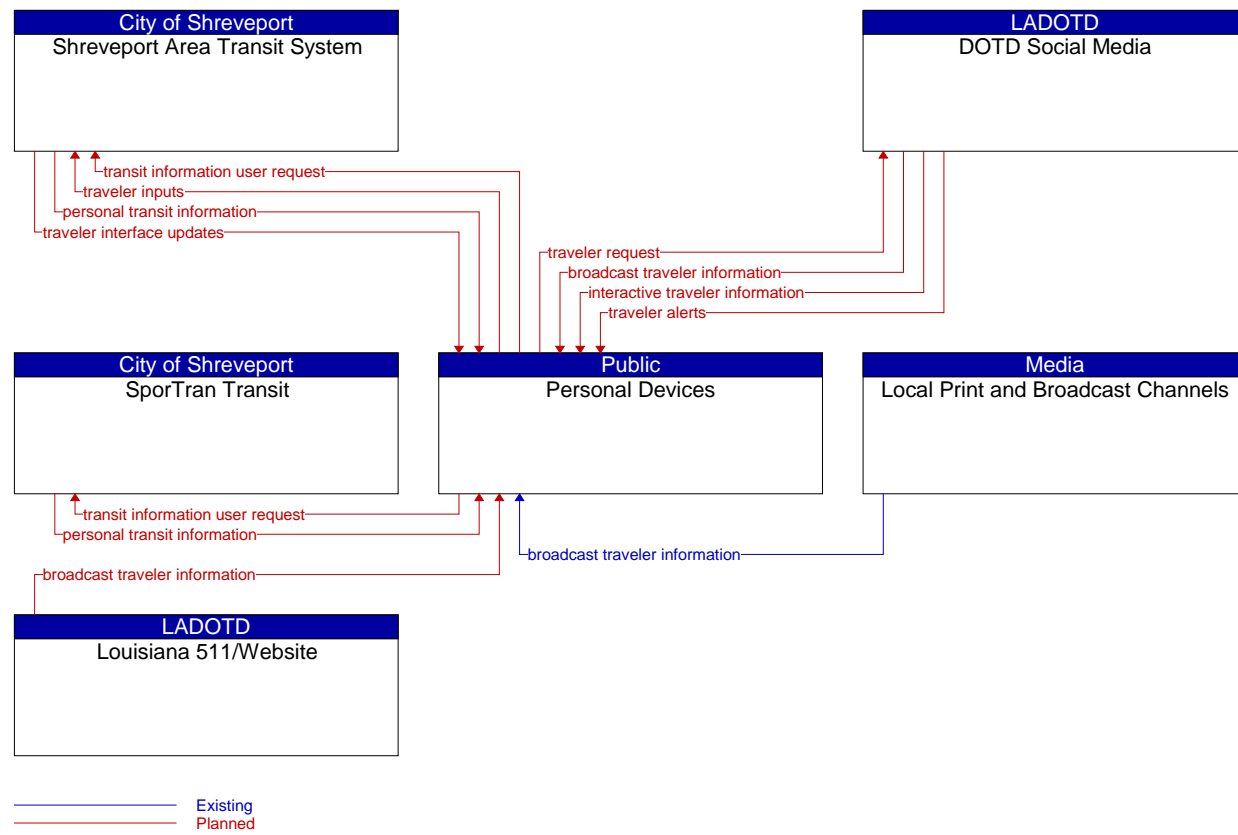 City of Shreveport
Shreveport Area Transit System
LADOTD
DOTD Social Media
transit information user request
traveler inputs
personal transit information
traveler interface updates
traveler request
broadcast traveler information
interactive traveler information
traveler alerts
City of Shreveport
SporTran Transit
Public
Personal Devices
Media
Local Print and Broadcast Channels
transit information user request
personal transit information
broadcast traveler information
broadcast traveler information
LADOTD
Louisiana 511/Website
Existing
Planned